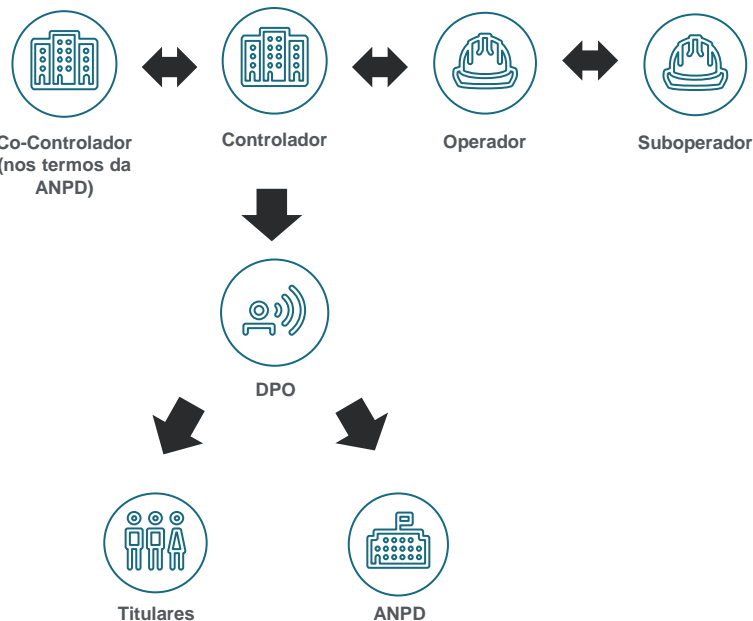 Co-Controlador
(nos termos da
ANPD)
Controlador
Operador
Suboperador
DPO
Titulares
ANPD